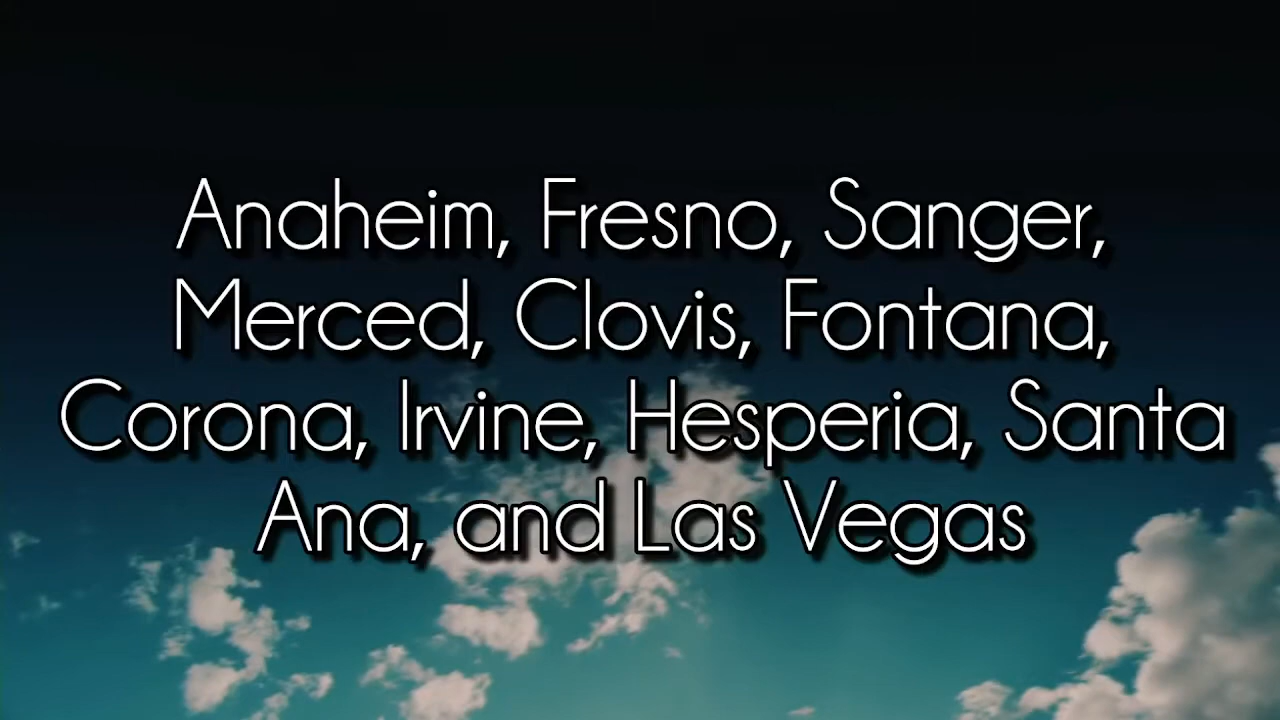 Anaheim, Fresno, Sanger,
Merced, Clovis, Fontana,
Corona, Irvine, Hesperia, Santa
Ana, and Las Vegas